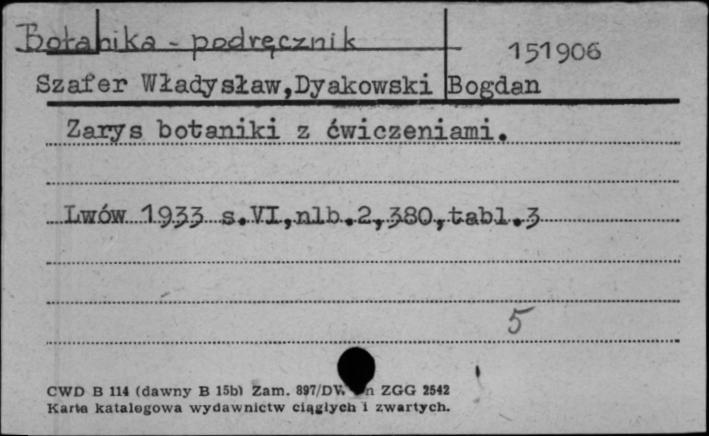 Botanika - podręcznik
151906
Szafer Władysław,Dyakowski Bogdan
Zarys botaniki z ćwiczeniami.
Lwów 1933 s.VI,nlb.2,380,tabl.3
5
CWD B 114 (dawny B 15b) Zam. 897/DW. n ZGG 2542
Karta katalogowa wydawnictw ciągłych i zwartych.